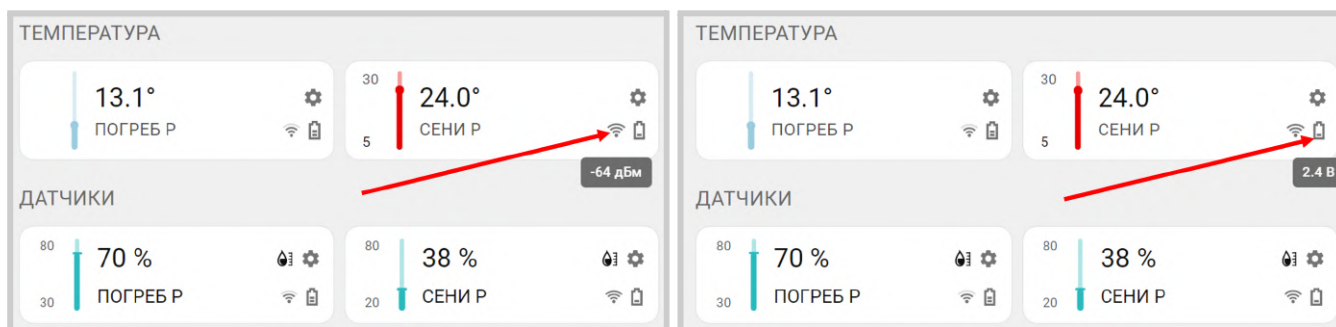 ТЕМПЕРАТУРА
13.1°
ПОГРЕБ Р
30
24.0°
СЕНИ Р
5
-64 дБм
ДАТЧИКИ
80
70 %
ПОГРЕБ Р
30
80
38 %
СЕНИ Р
20
ТЕМПЕРАТУРА
13.1°
ПОГРЕБ Р
30
24.0°
СЕНИ Р
5
2.4 В
ДАТЧИКИ
80
70 %
ПОГРЕБ Р
30
80
38 %
СЕНИ Р
20